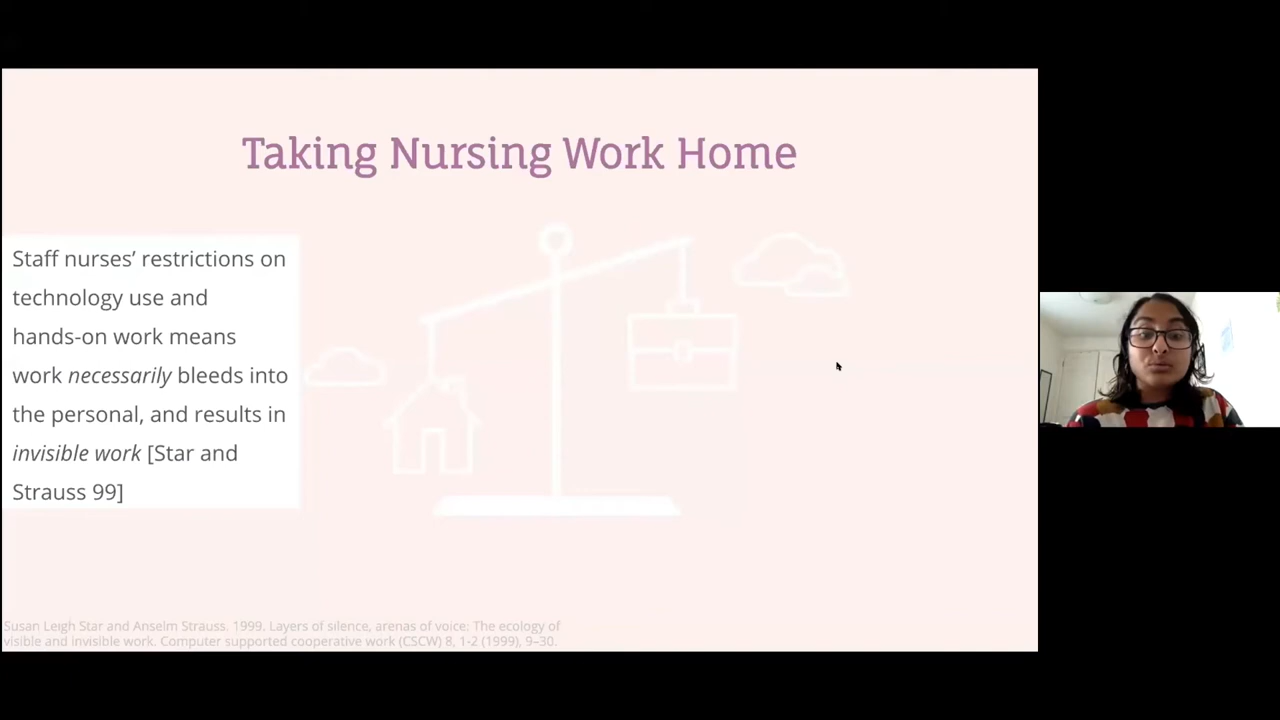 Taking Nursing Work Home
Staff nurses’ restrictions on
technology use and
hands-on work means
work necessarily bleeds into
the personal, and results in
invisible work [Star and
Strauss 99]
Susan Leigh Star and Anselm Strauss. 1999. Layers of silence, arenas of voice: The ecology of
visible and invisible work. Computer supported cooperative work (CSCW) 8, 1-2 (1999), 9–30.